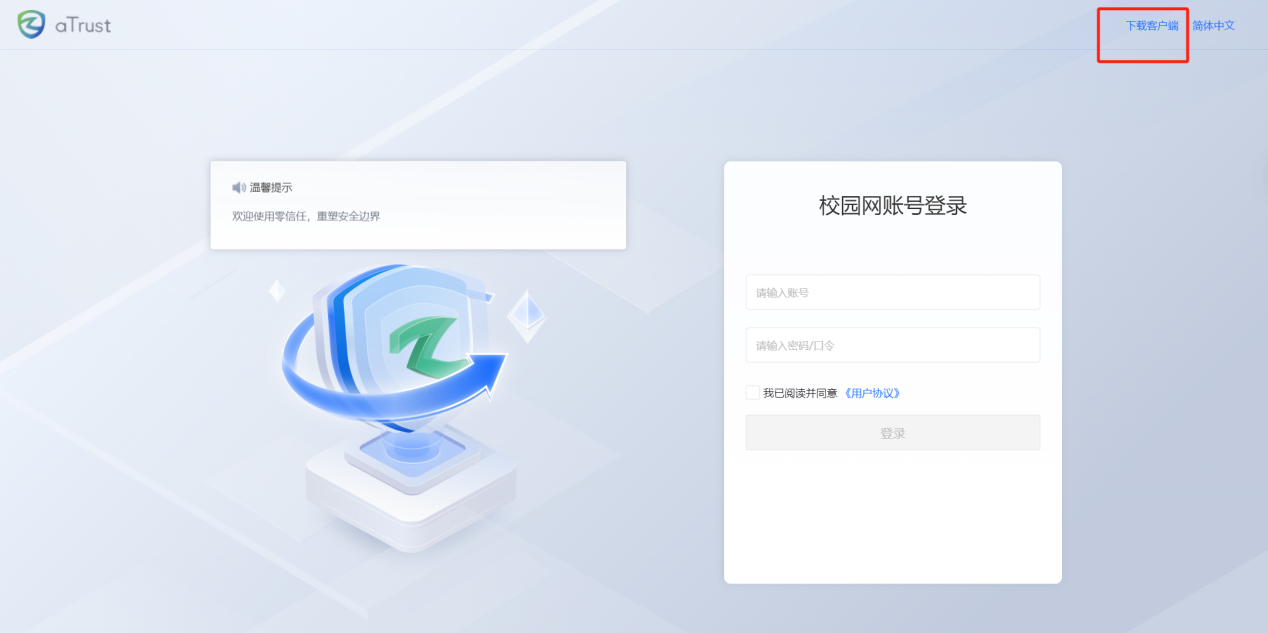 aTrust
下载客户端 简体中文
温馨提示
欢迎使用零信任，重塑安全边界
校园网账号登录
请输入账号
请输入密码/口令
我已阅读并同意 《用户协议》
登录